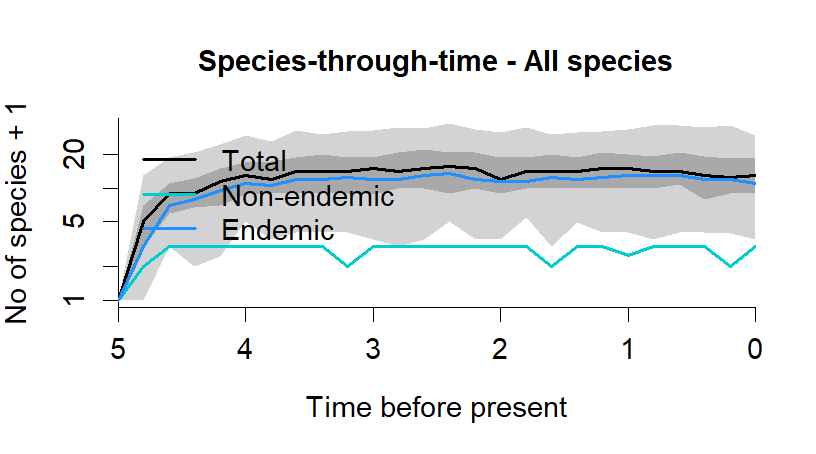 Species-through-time - All species
No of species + 1
20
5
1
Total
Non-endemic
Endemic
5 4 3 2 1 0
Time before present